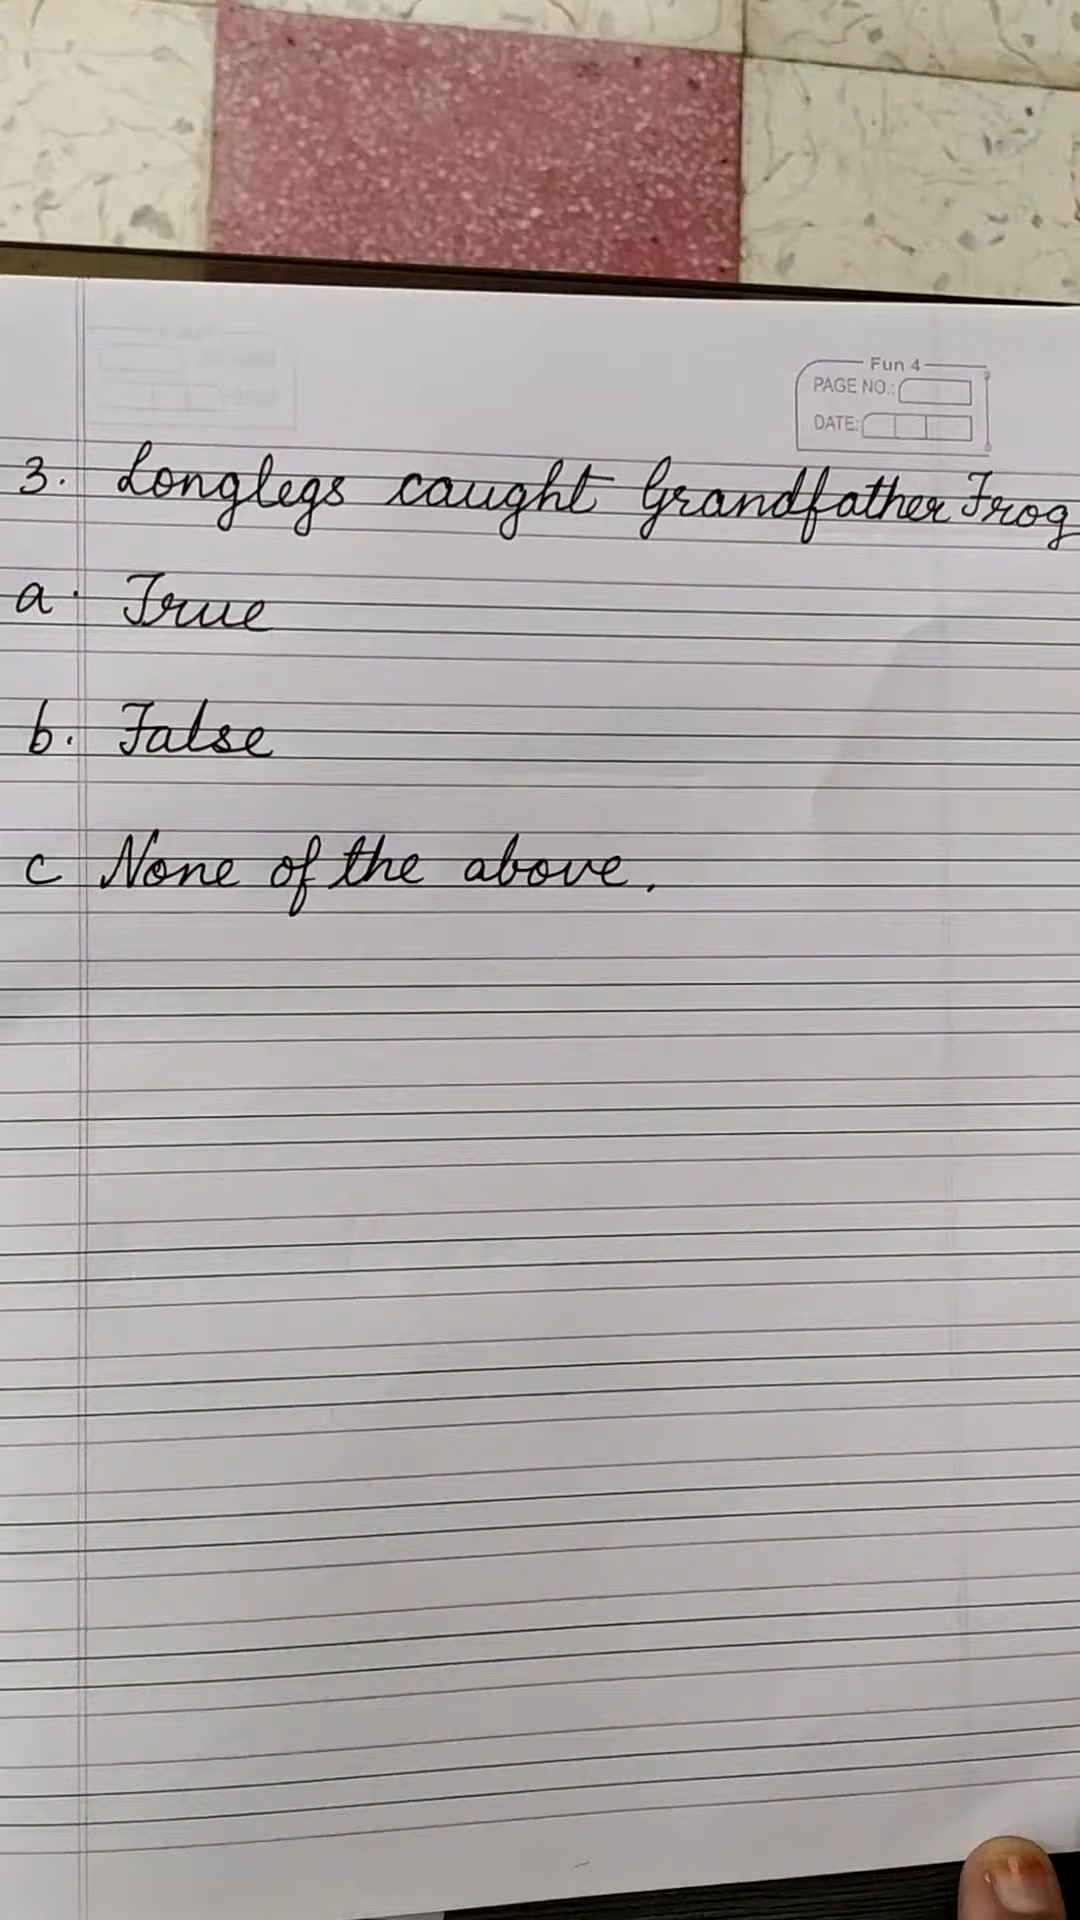 Fun 4
PAGE NO.:
DATE:
3. Longlegs caught Grandfather Frog
a. True
b. False
c None of the above.